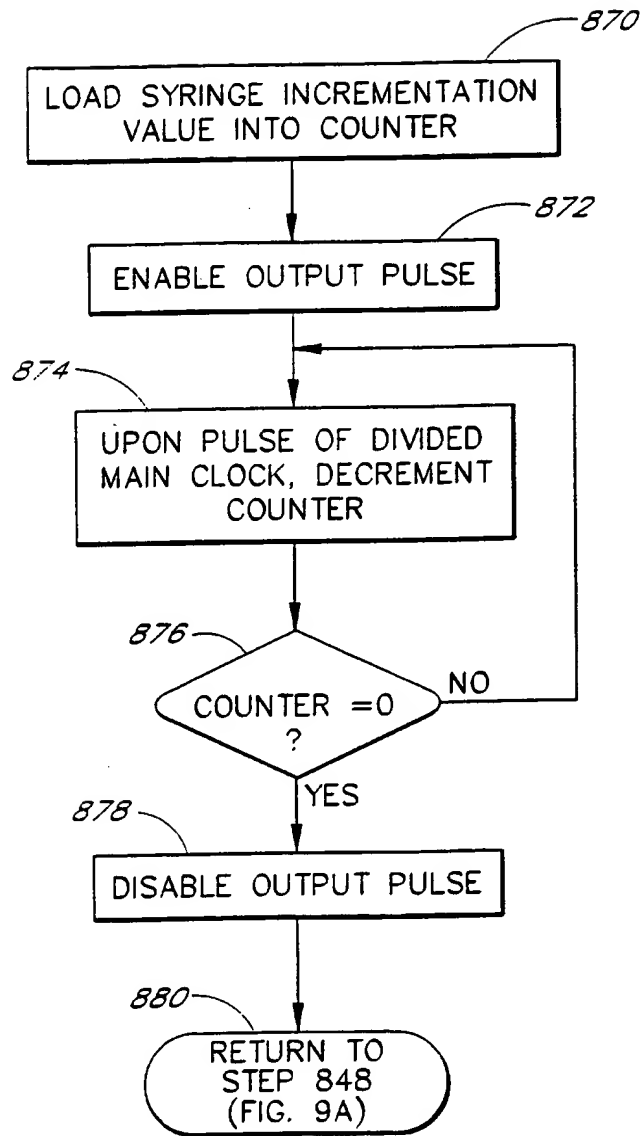 870
LOAD SYRINGE INCREMENTATION
VALUE INTO COUNTER
872
ENABLE OUTPUT PULSE
874
UPON PULSE OF DIVIDED
MAIN CLOCK, DECREMENT
COUNTER
876
COUNTER =0
?
NO
YES
878
DISABLE OUTPUT PULSE
880
RETURN TO
STEP 848
(FIG. 9A)